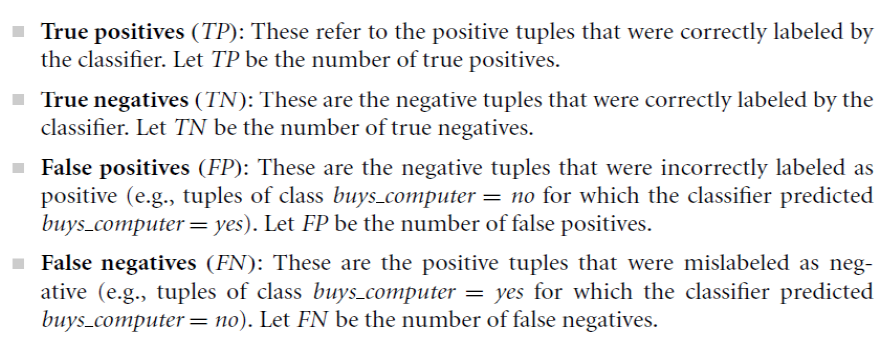 True positives (TP): These refer to the positive tuples that were correctly labeled by
the classifier. Let TP be the number of true positives.
True negatives (TN): These are the negative tuples that were correctly labeled by the
classifier. Let TN be the number of true negatives.
False positives (FP): These are the negative tuples that were incorrectly labeled as
positive (e.g., tuples of class buys_computer = no for which the classifier predicted
buys_computer = yes). Let FP be the number of false positives.
False negatives (FN): These are the positive tuples that were mislabeled as neg-
ative (e.g., tuples of class buys_computer = yes for which the classifier predicted
buys_computer = no). Let FN be the number of false negatives.